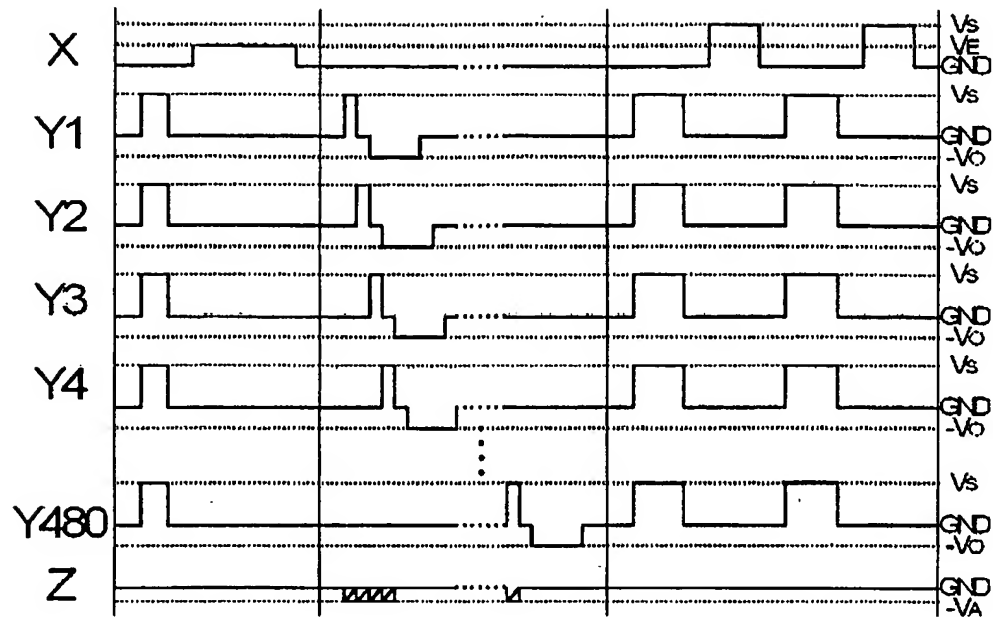 X Vs
VE
GND
Y1 Vs
GND
-Vo
Y2 Vs
GND
-Vo
Y3 Vs
GND
-Vo
Y4 Vs
GND
-Vo
Y480 Vs
GND
-Vo
Z GND
-VA